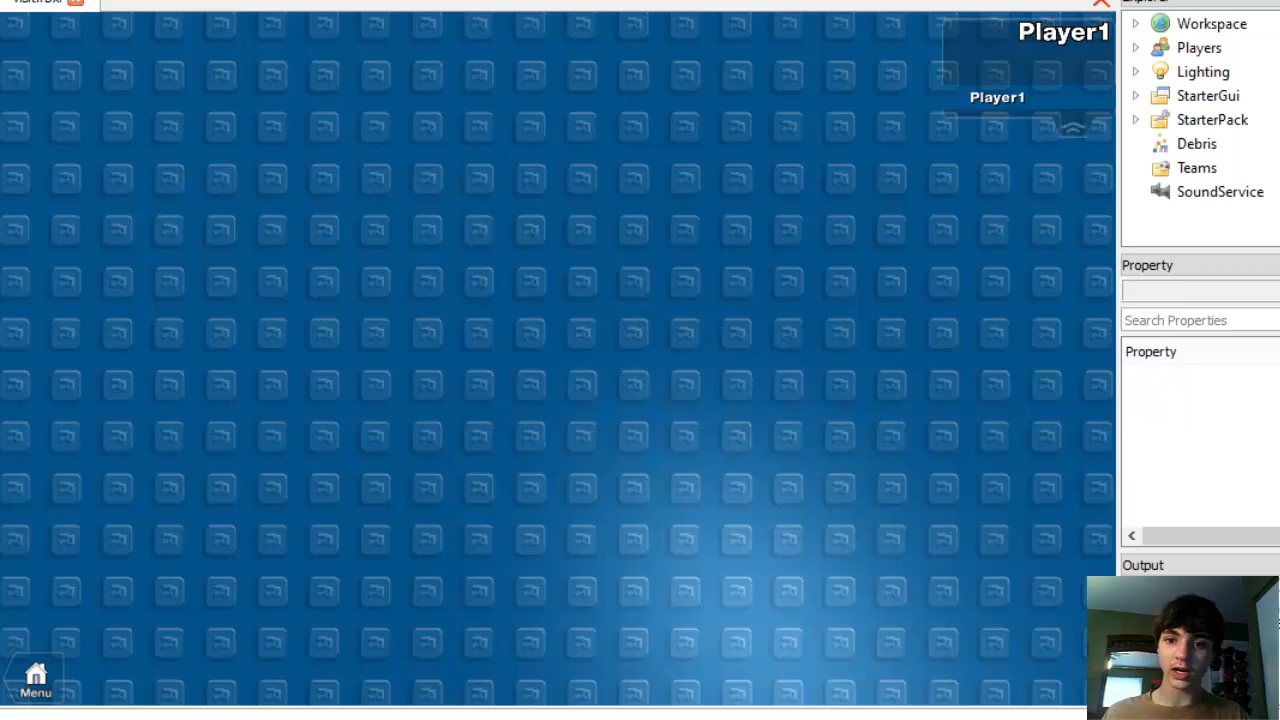 Player1
Player1
Menu
Workspace
Players
Lighting
StarterGui
StarterPack
Debris
Teams
SoundService
Property
Search Properties
Property
Output